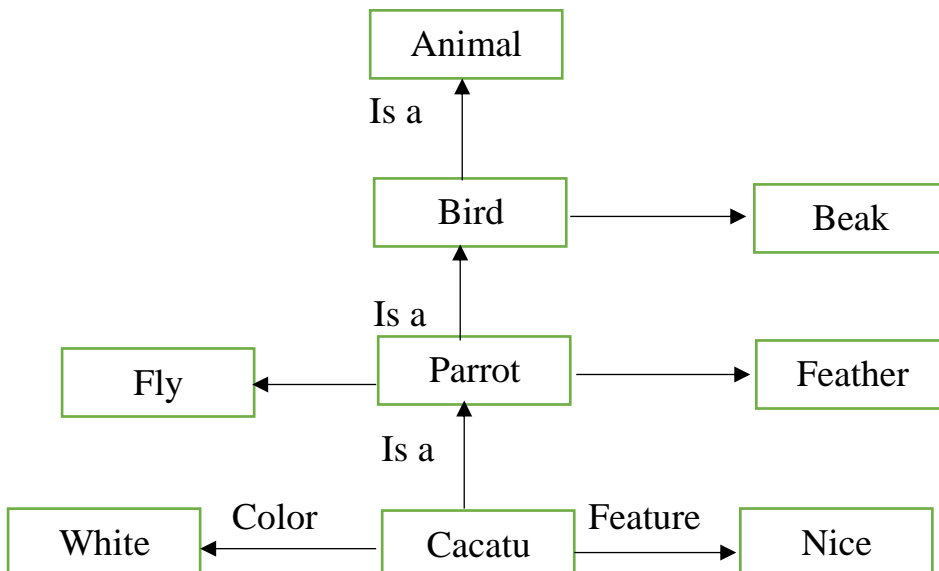 Animal
Is a
Bird
Beak
Is a
Fly
Parrot
Feather
Is a
White
Color
Cacatu
Feature
Nice